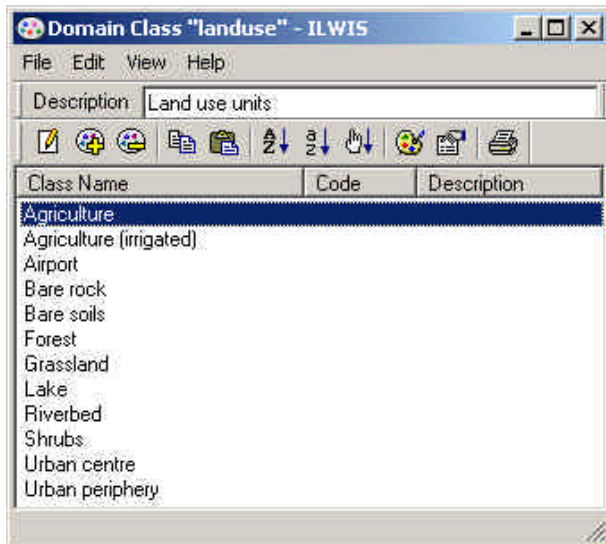 Domain Class "landuse" - ILWIS
File Edit View Help
Description Land use units
Class Name Code Description
Agriculture
Agriculture (irrigated)
Airport
Bare rock
Bare soils
Forest
Grassland
Lake
Riverbed
Shrubs
Urban centre
Urban periphery